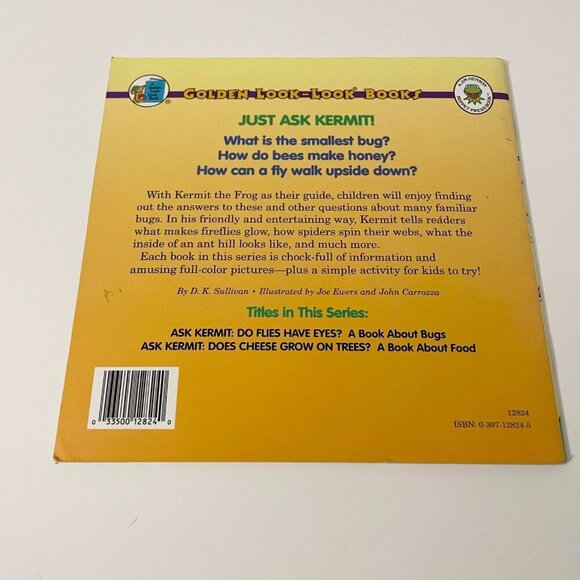 GOLDEN LOOK-LOOK® BOOKS
A JIM HENSON
MUPPET PRESS BOOK
JUST ASK KERMIT!
What is the smallest bug?
How do bees make honey?
How can a fly walk upside down?
With Kermit the Frog as their guide, children will enjoy finding
out the answers to these and other questions about many familiar
bugs. In his friendly and entertaining way, Kermit tells readers
what makes fireflies glow, how spiders spin their webs, what the
inside of an ant hill looks like, and much more.
Each book in this series is chock-full of information and
amusing full-color pictures—plus a simple activity for kids to try!
By D. K. Sullivan • Illustrated by Joe Ewers and John Carrozza
Titles in This Series:
ASK KERMIT: DO FLIES HAVE EYES? A Book About Bugs
ASK KERMIT: DOES CHEESE GROW ON TREES? A Book About Food
0 33500 12824 0
12824
ISBN: 0-307-12824-5